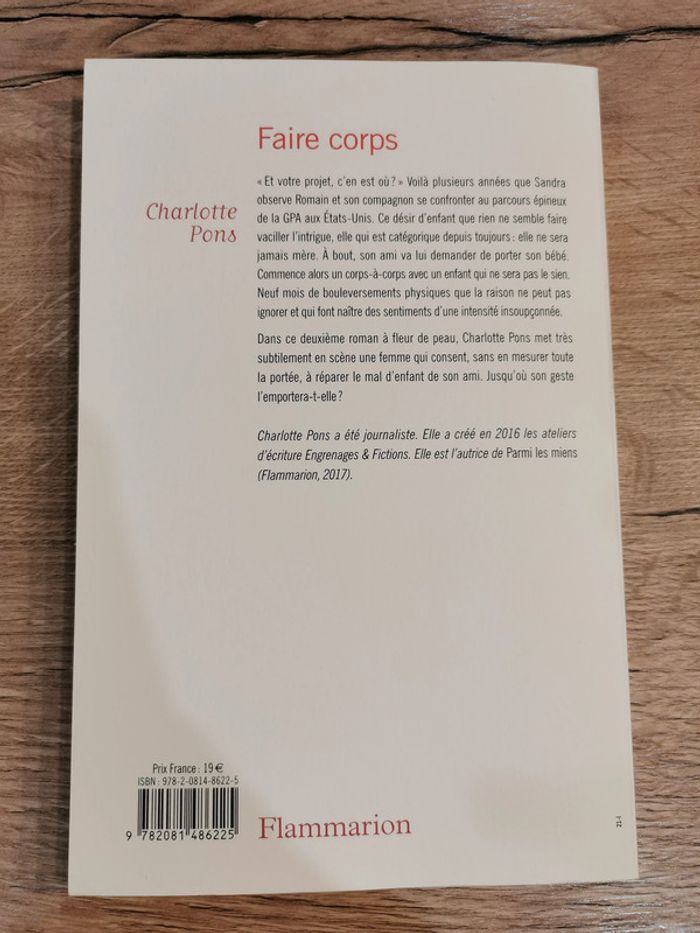 Faire corps
Charlotte
Pons
« Et votre projet, c'en est où ? » Voilà plusieurs années que Sandra
observe Romain et son compagnon se confronter au parcours épineux
de la GPA aux États-Unis. Ce désir d'enfant que rien ne semble faire
vaciller l'intrigue, elle qui est catégorique depuis toujours : elle ne sera
jamais mère. À bout, son ami va lui demander de porter son bébé.
Commence alors un corps-à-corps avec un enfant qui ne sera pas le sien.
Neuf mois de bouleversements physiques que la raison ne peut pas
ignorer et qui font naître des sentiments d'une intensité insoupçonnée.
Dans ce deuxième roman à fleur de peau, Charlotte Pons met très
subtilement en scène une femme qui consent, sans en mesurer toute
la portée, à réparer le mal d'enfant de son ami. Jusqu'où son geste
l'emportera-t-elle ?
Charlotte Pons a été journaliste. Elle a créé en 2016 les ateliers
d'écriture Engrenages & Fictions. Elle est l'autrice de Parmi les miens
(Flammarion, 2017).
Prix France : 19 €
ISBN : 978-2-0814-8622-5
9 782081 486225
Flammarion